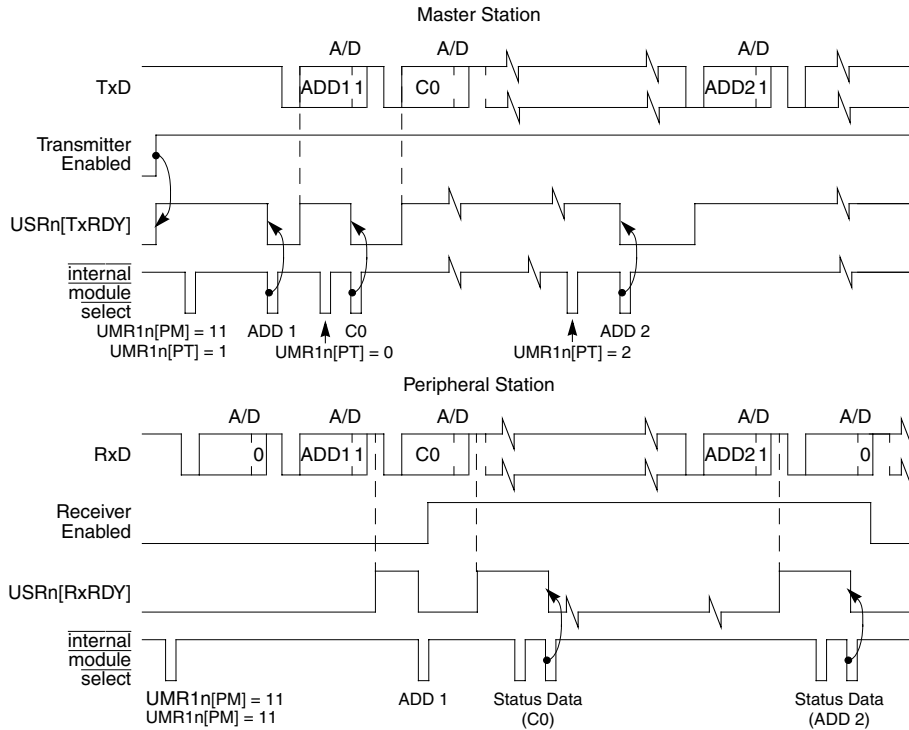 Master Station
A/D A/D A/D
TxD ADD1 1 C0 ADD2 1
Transmitter
Enabled
USRn[TxRDY]
internal
module
select
UMR1n[PM] = 11 ADD 1 C0 ADD 2
UMR1n[PT] = 1 UMR1n[PT] = 0 UMR1n[PT] = 2
Peripheral Station
A/D A/D A/D A/D A/D
RxD 0 ADD1 1 C0 ADD2 1 0
Receiver
Enabled
USRn[RxRDY]
internal
module
select
UMR1n[PM] = 11 ADD 1 Status Data Status Data
UMR1n[PM] = 11 (C0) (ADD 2)